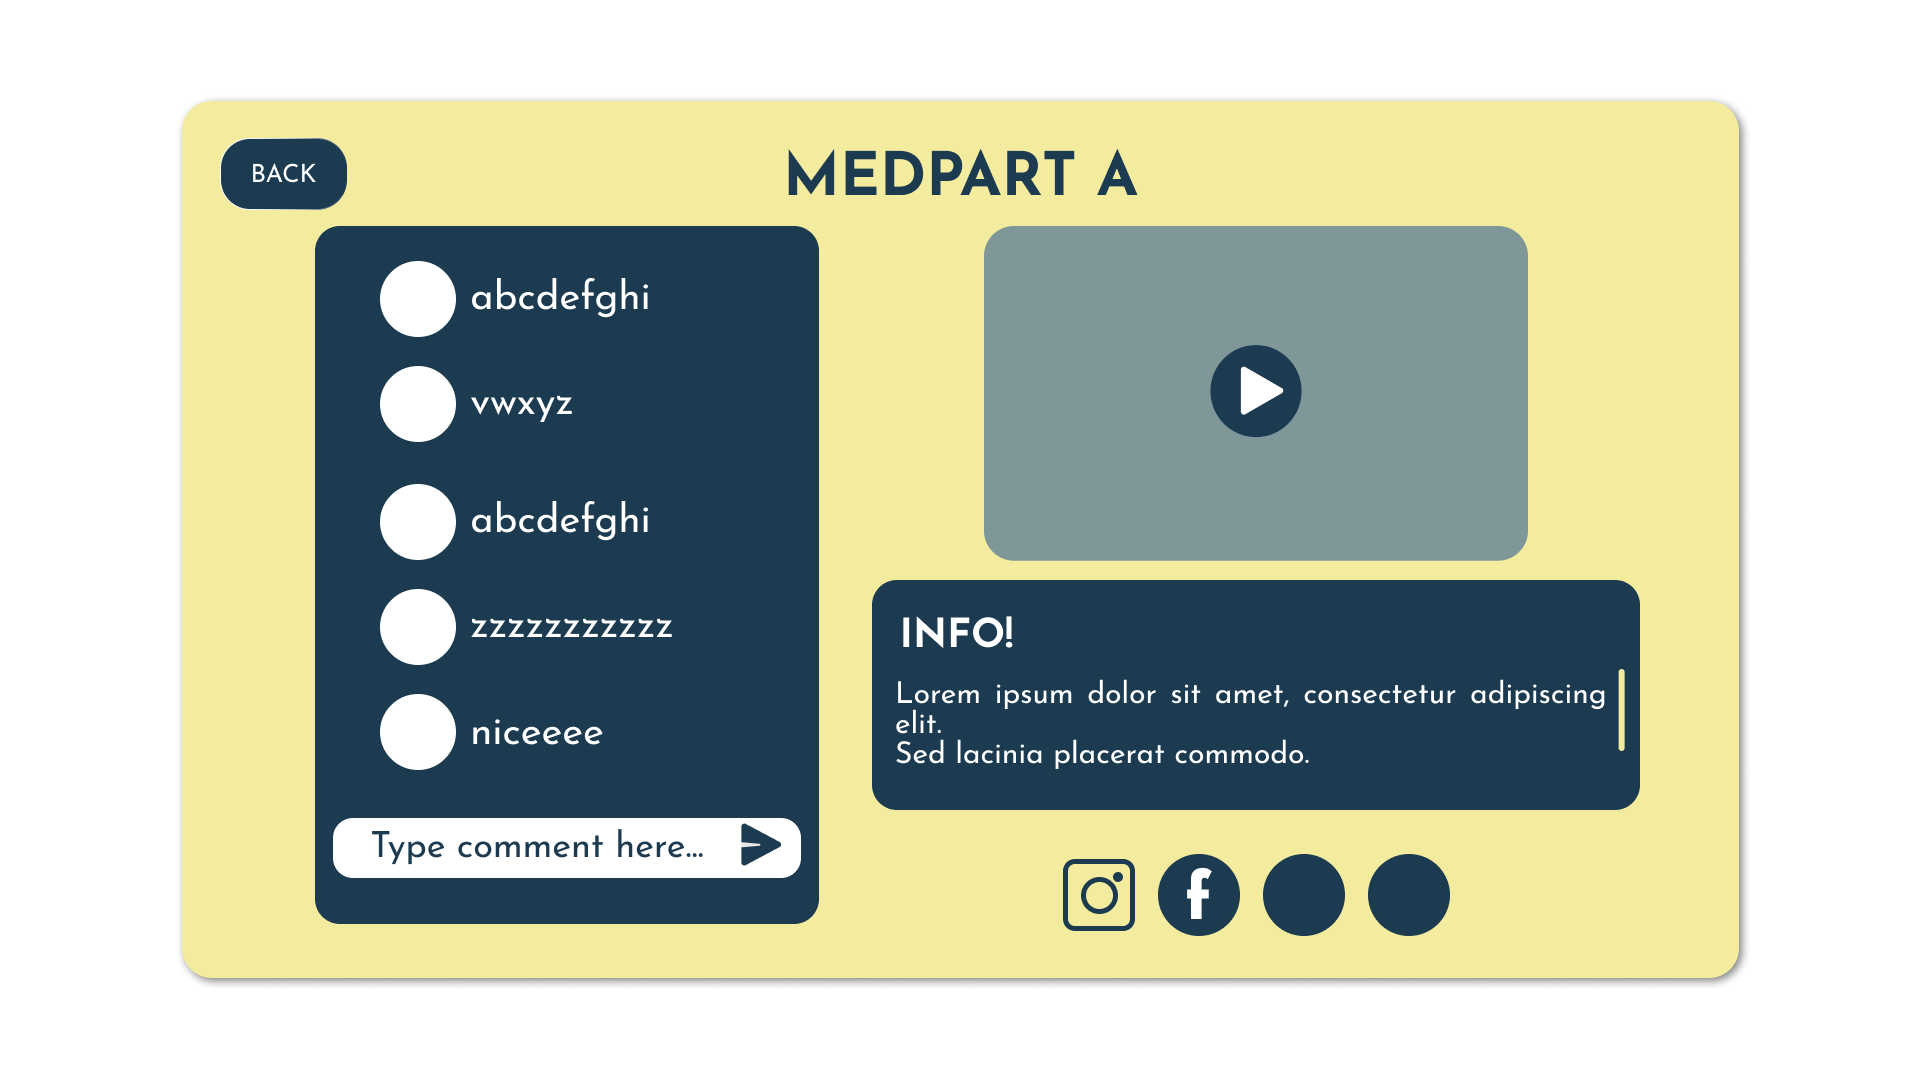 BACK
MEDPART A
abcdefghi
vwxyz
abcdefghi
zzzzzzzzzzz
niceeee
Type comment here...
INFO!
Lorem ipsum dolor sit amet, consectetur adipiscing
elit.
Sed lacinia placerat commodo.
f